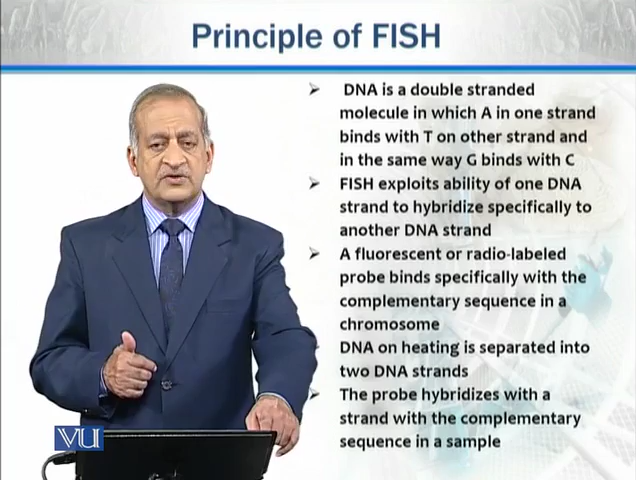 Principle of FISH
DNA is a double stranded
molecule in which A in one strand
binds with T on other strand and
in the same way G binds with C
FISH exploits ability of one DNA
strand to hybridize specifically to
another DNA strand
A fluorescent or radio-labeled
probe binds specifically with the
complementary sequence in a
chromosome
DNA on heating is separated into
two DNA strands
The probe hybridizes with a
strand with the complementary
sequence in a sample
VU